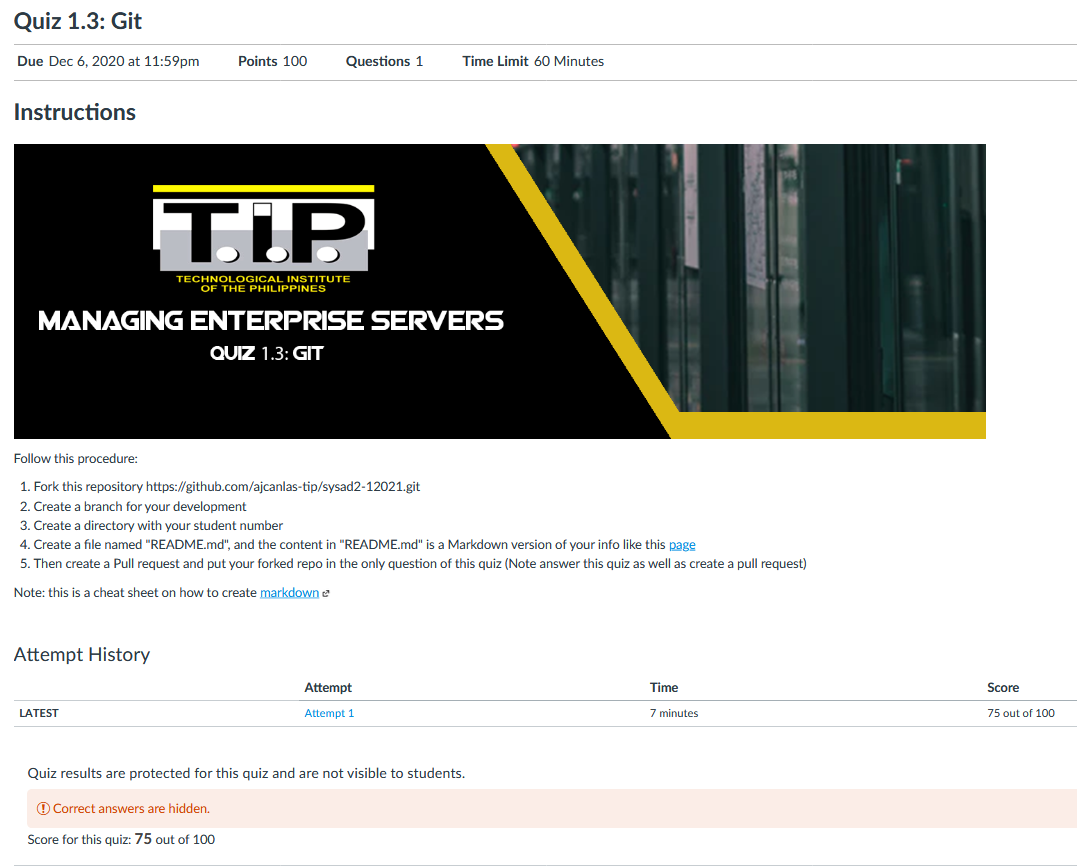 Quiz 1.3: Git
Due Dec 6, 2020 at 11:59pm Points 100 Questions 1 Time Limit 60 Minutes
Instructions
T.I.P.
TECHNOLOGICAL INSTITUTE
OF THE PHILIPPINES
MANAGING ENTERPRISE SERVERS
QUIZ 1.3: GIT
Follow this procedure:
1. Fork this repository https://github.com/ajcanlas-tip/sysad2-12021.git
2. Create a branch for your development
3. Create a directory with your student number
4. Create a file named "README.md", and the content in "README.md" is a Markdown version of your info like this page
5. Then create a Pull request and put your forked repo in the only question of this quiz (Note answer this quiz as well as create a pull request)
Note: this is a cheat sheet on how to create markdown
Attempt History
Attempt Time Score
LATEST Attempt 1 7 minutes 75 out of 100
Quiz results are protected for this quiz and are not visible to students.
Correct answers are hidden.
Score for this quiz: 75 out of 100